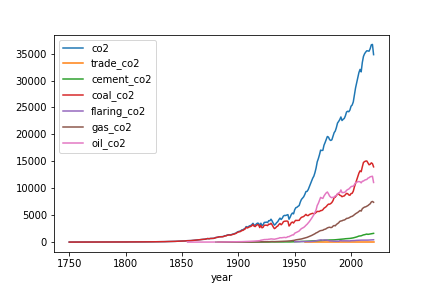 35000
30000
25000
20000
15000
10000
5000
0
co2
trade_co2
cement_co2
coal_co2
flaring_co2
gas_co2
oil_co2
1750 1800 1850 1900 1950 2000
year